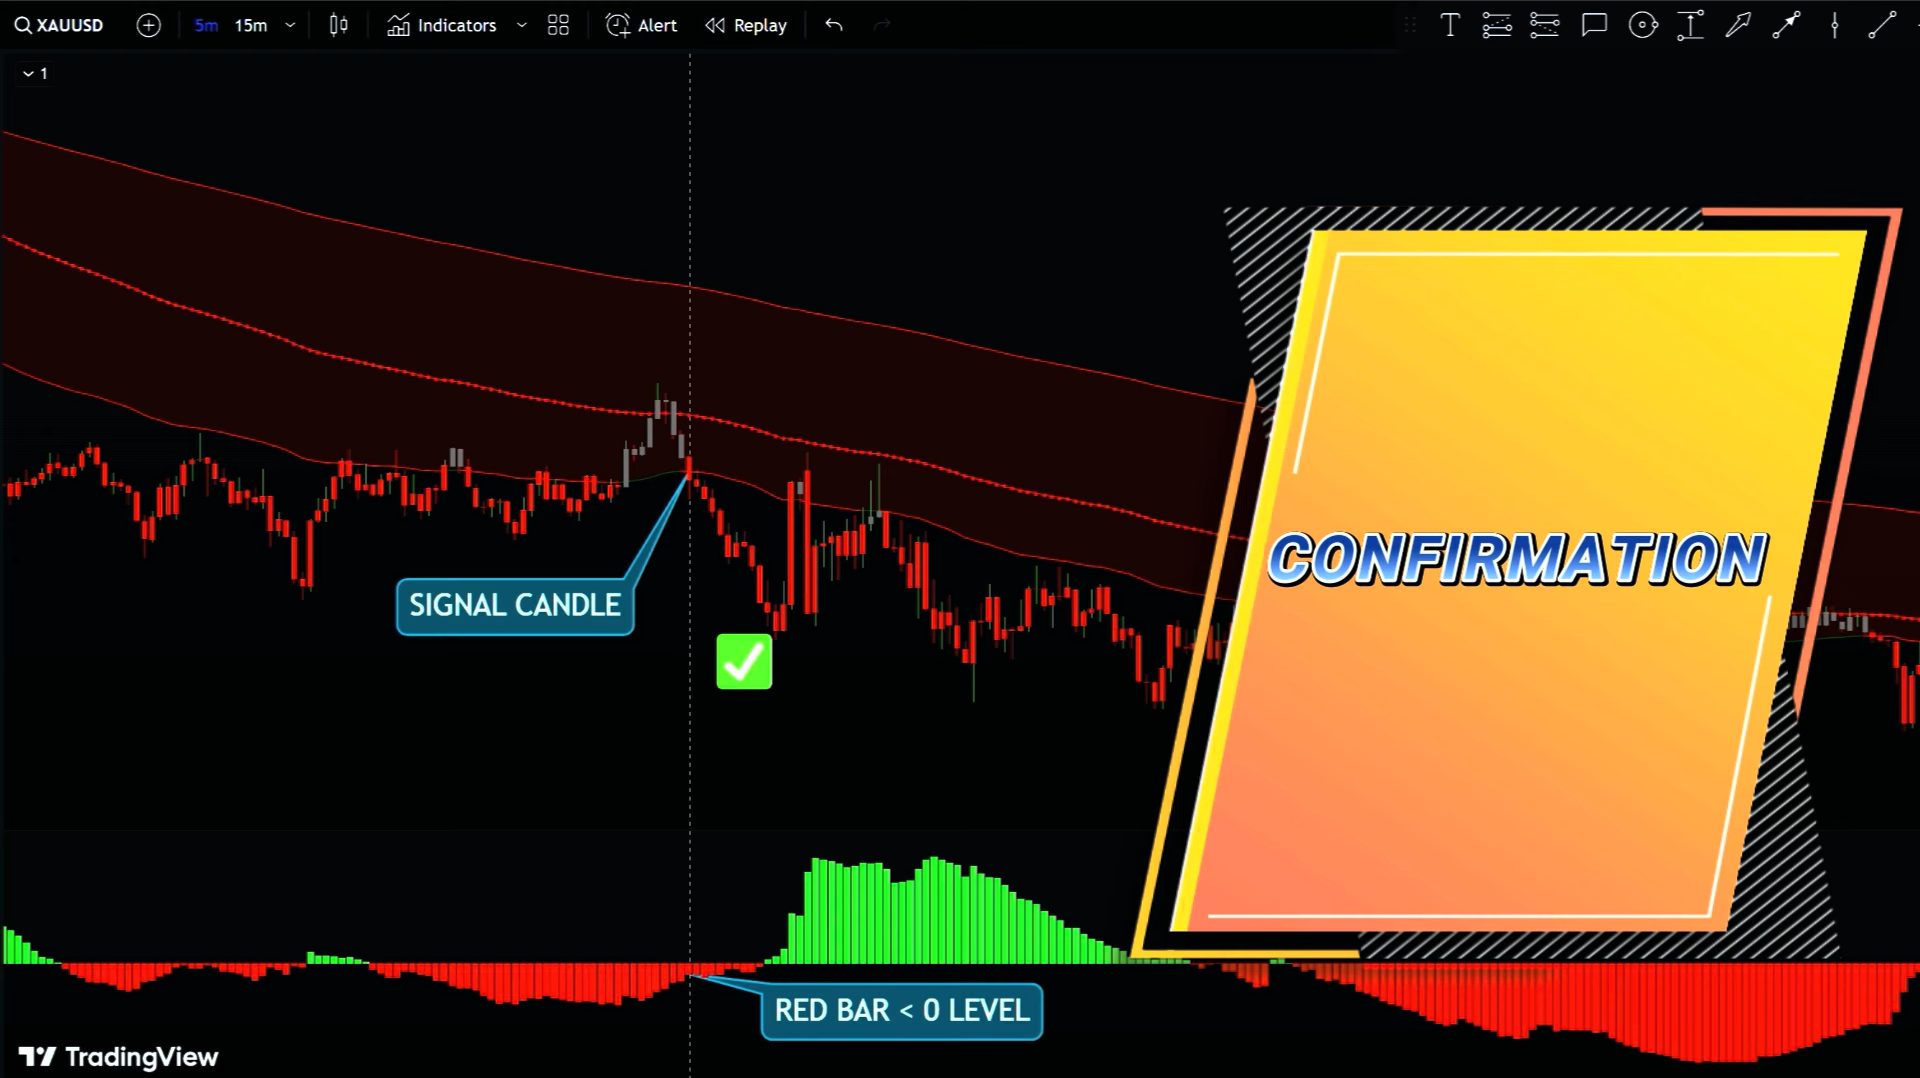 XAUUSD
5m 15m Indicators Alert Replay
1
CONFIRMATION
SIGNAL CANDLE
RED BAR < 0 LEVEL
TradingView